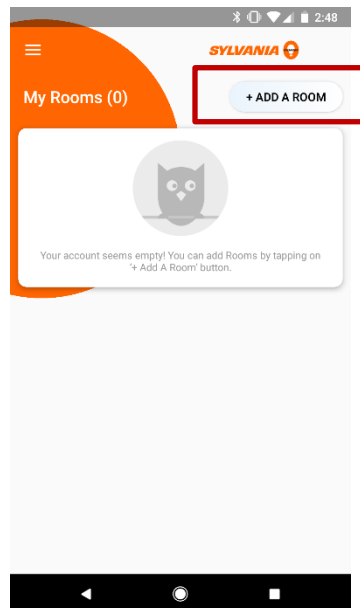 2:48
SYLVANIA
My Rooms (0)
+ ADD A ROOM
Your account seems empty! You can add Rooms by tapping on
'+ Add A Room' button.